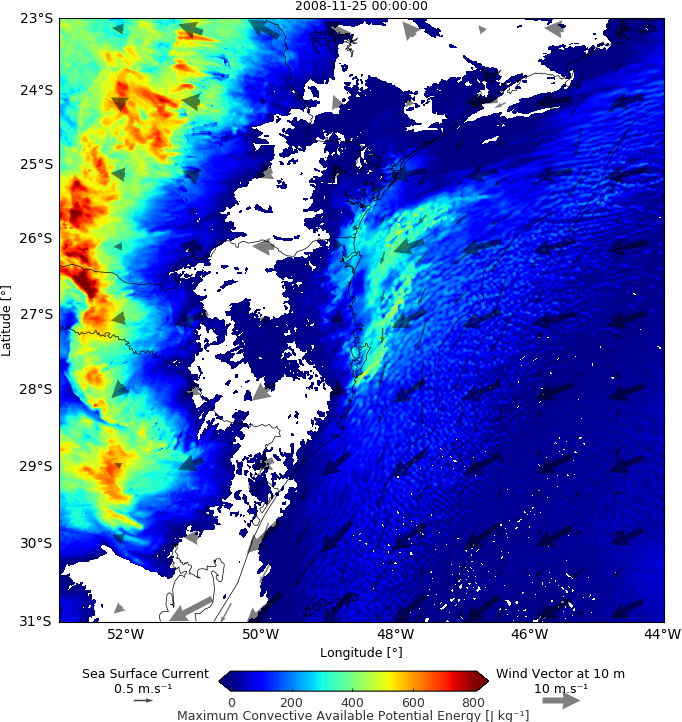 2008-11-25 00:00:00
23°S
24°S
25°S
26°S
27°S
28°S
29°S
30°S
31°S
Latitude [°]
52°W 50°W 48°W 46°W 44°W
Longitude [°]
Sea Surface Current
0.5 m.s⁻¹
Wind Vector at 10 m
10 m.s⁻¹
0 200 400 600 800
Maximum Convective Available Potential Energy [J kg⁻¹]